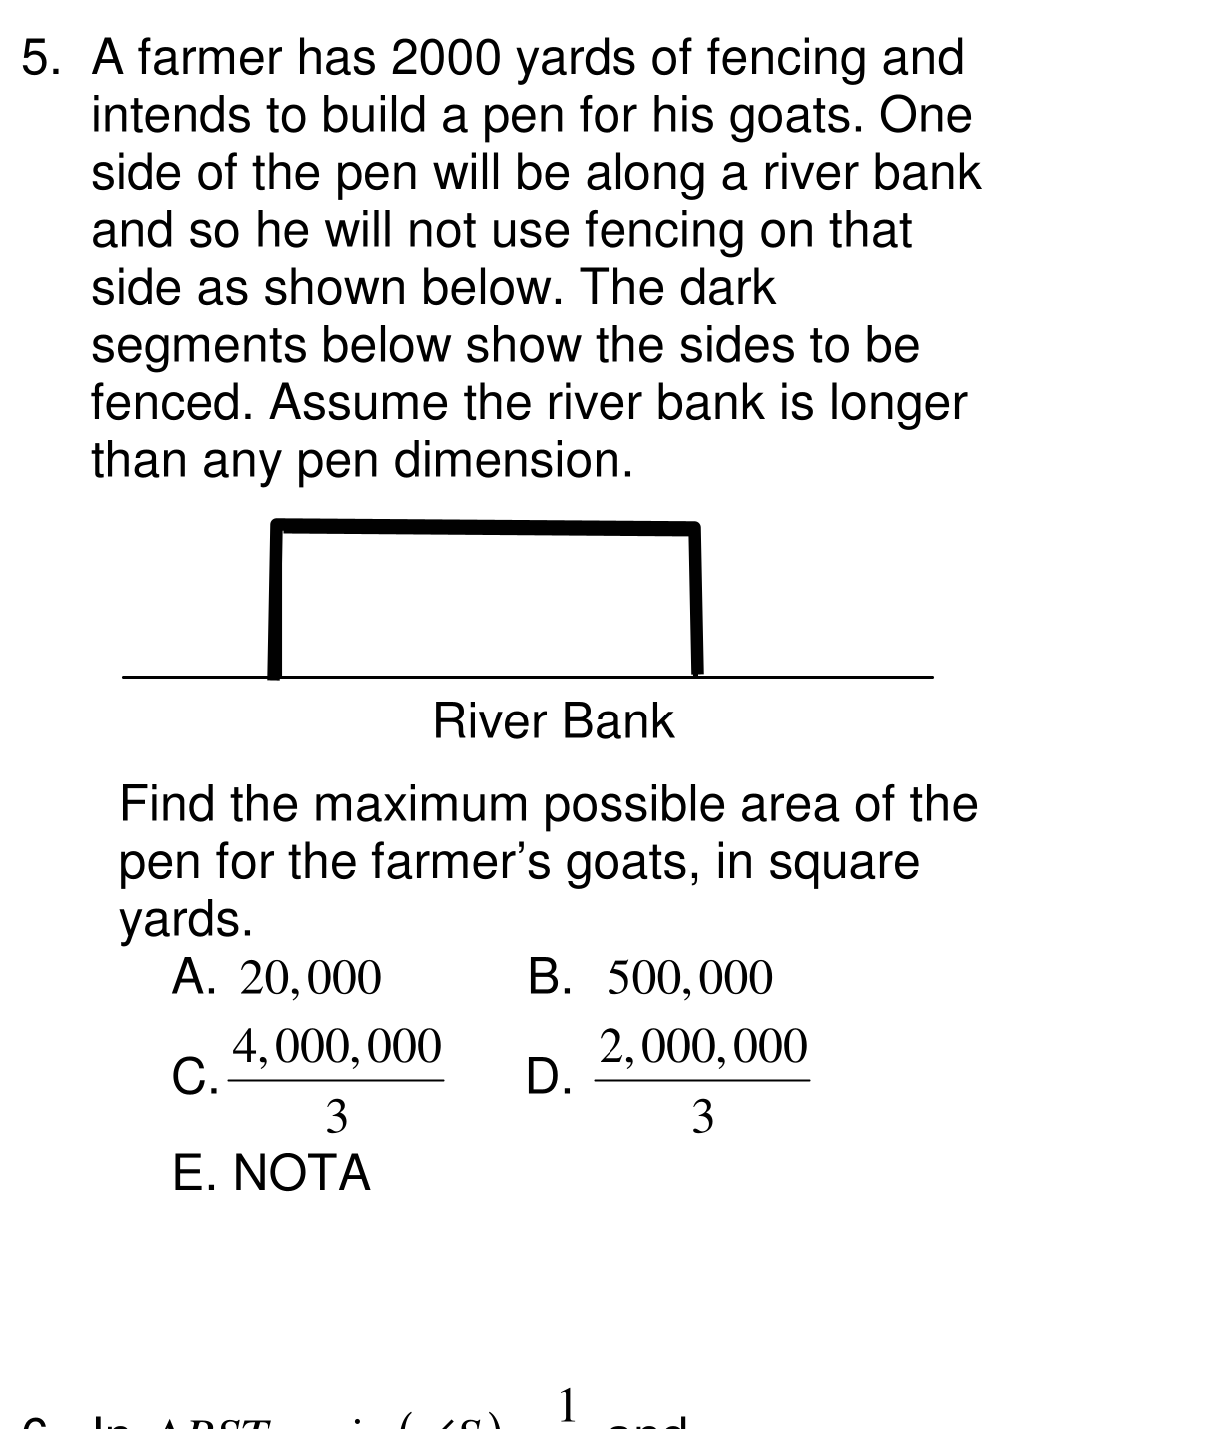 5. A farmer has 2000 yards of fencing and
intends to build a pen for his goats. One
side of the pen will be along a river bank
and so he will not use fencing on that
side as shown below. The dark
segments below show the sides to be
fenced. Assume the river bank is longer
than any pen dimension.
River Bank
Find the maximum possible area of the
pen for the farmer’s goats, in square
yards.
A. 20,000 B. 500,000
C. 4,000,000/3 D. 2,000,000/3
E. NOTA